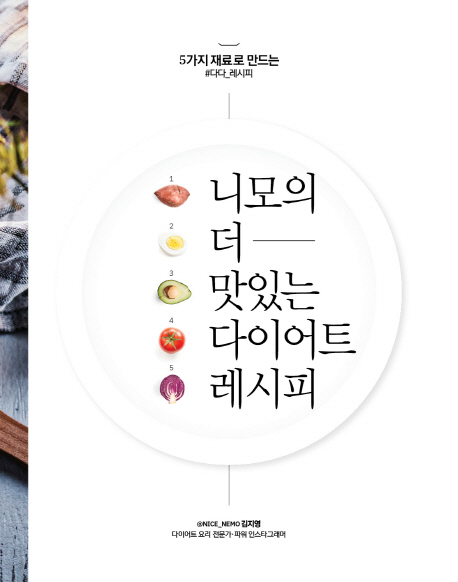 5가지 재료로 만드는
#다다_레시피
1
니모의
2
더
3
맛있는
4
다이어트
5
레시피
@NICE_NEMO 김지영
다이어트 요리 전문가·파워 인스타그래머